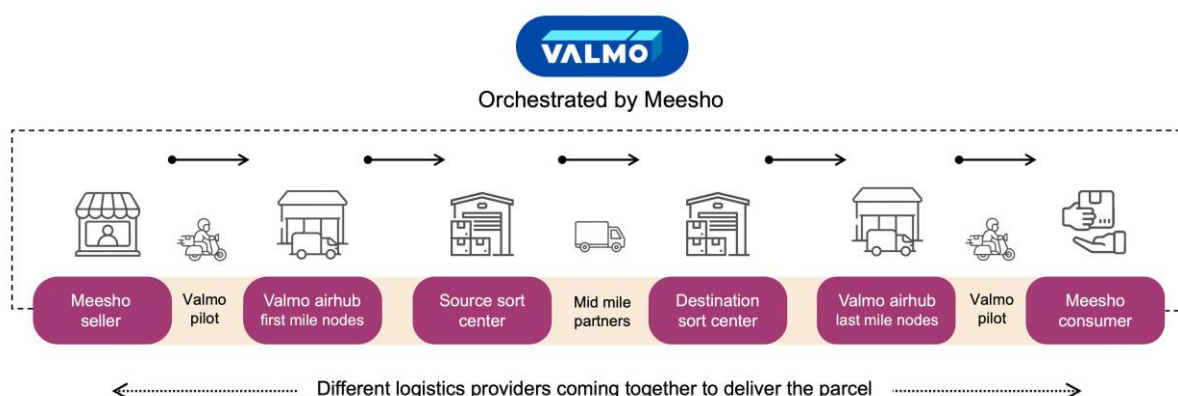 VALMO
Orchestrated by Meesho
Meesho
seller
Valmo
pilot
Valmo airhub
first mile nodes
Source sort
center
Mid mile
partners
Destination
sort center
Valmo airhub
last mile nodes
Valmo
pilot
Meesho
consumer
Different logistics providers coming together to deliver the parcel